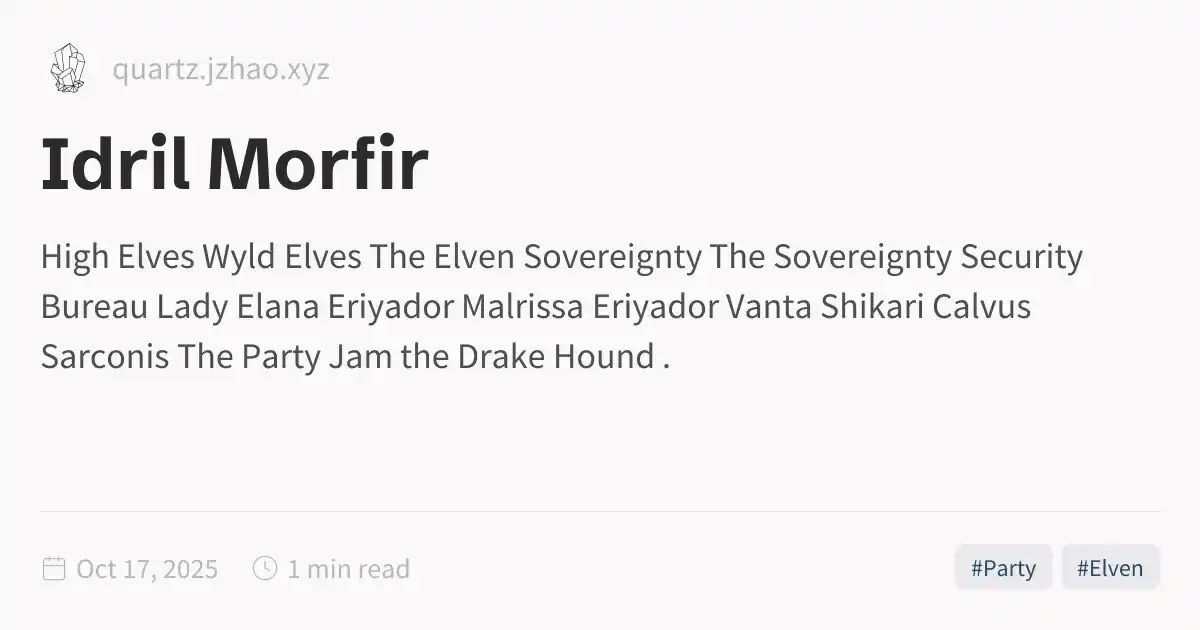 quartz.jzhao.xyz
Idril Morfir
High Elves Wyld Elves The Elven Sovereignty The Sovereignty Security
Bureau Lady Elana Eriyador Malrissa Eriyador Vanta Shikari Calvus
Sarconis The Party Jam the Drake Hound .
Oct 17, 2025 1 min read #Party #Elven